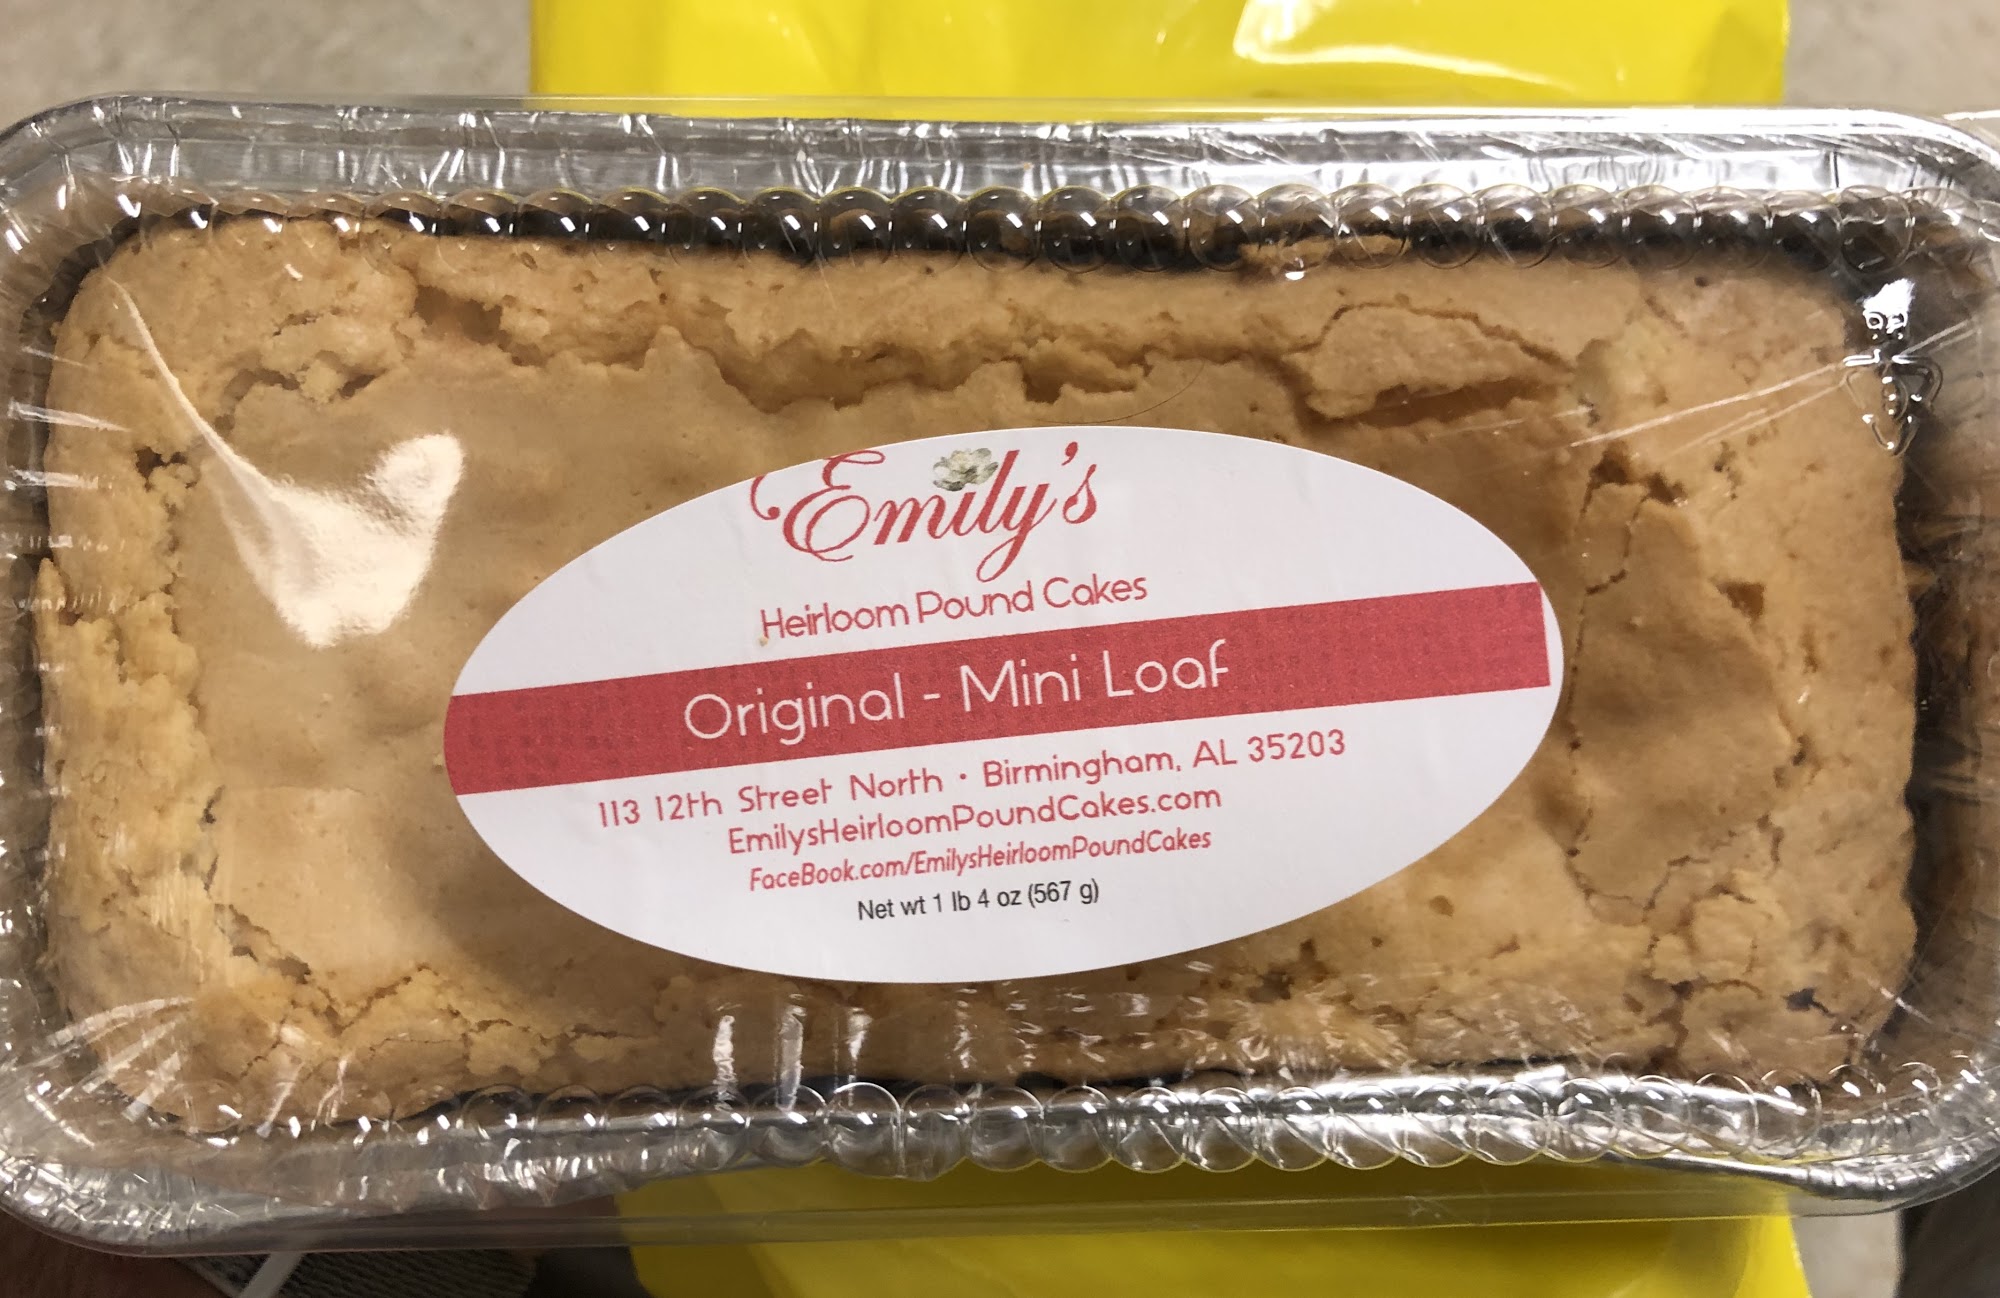 Emily's
Heirloom Pound Cakes
Original - Mini Loaf
113 12th Street North · Birmingham, AL 35203
EmilysHeirloomPoundCakes.com
FaceBook.com/EmilysHeirloomPoundCakes
Net wt 1 lb 4 oz (567 g)